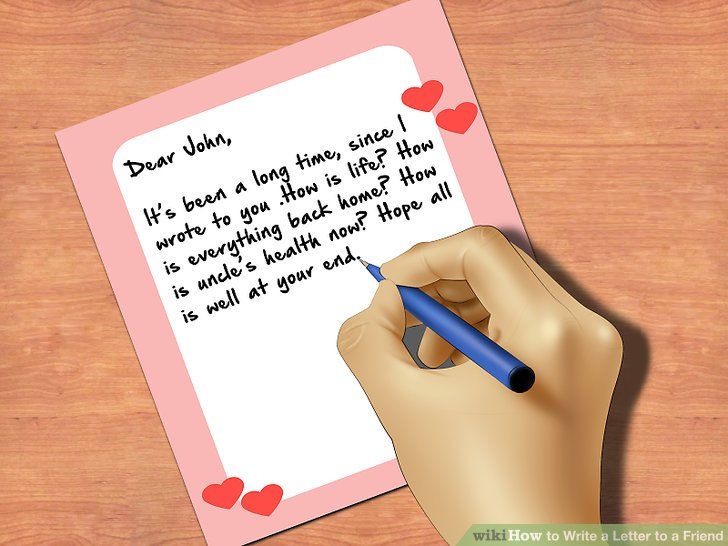 Dear John,
It's been a long time, since I
wrote to you .How is life? How
is everything back home? How
is uncle's health now? Hope all
is well at your end.
wikiHow to Write a Letter to a Friend